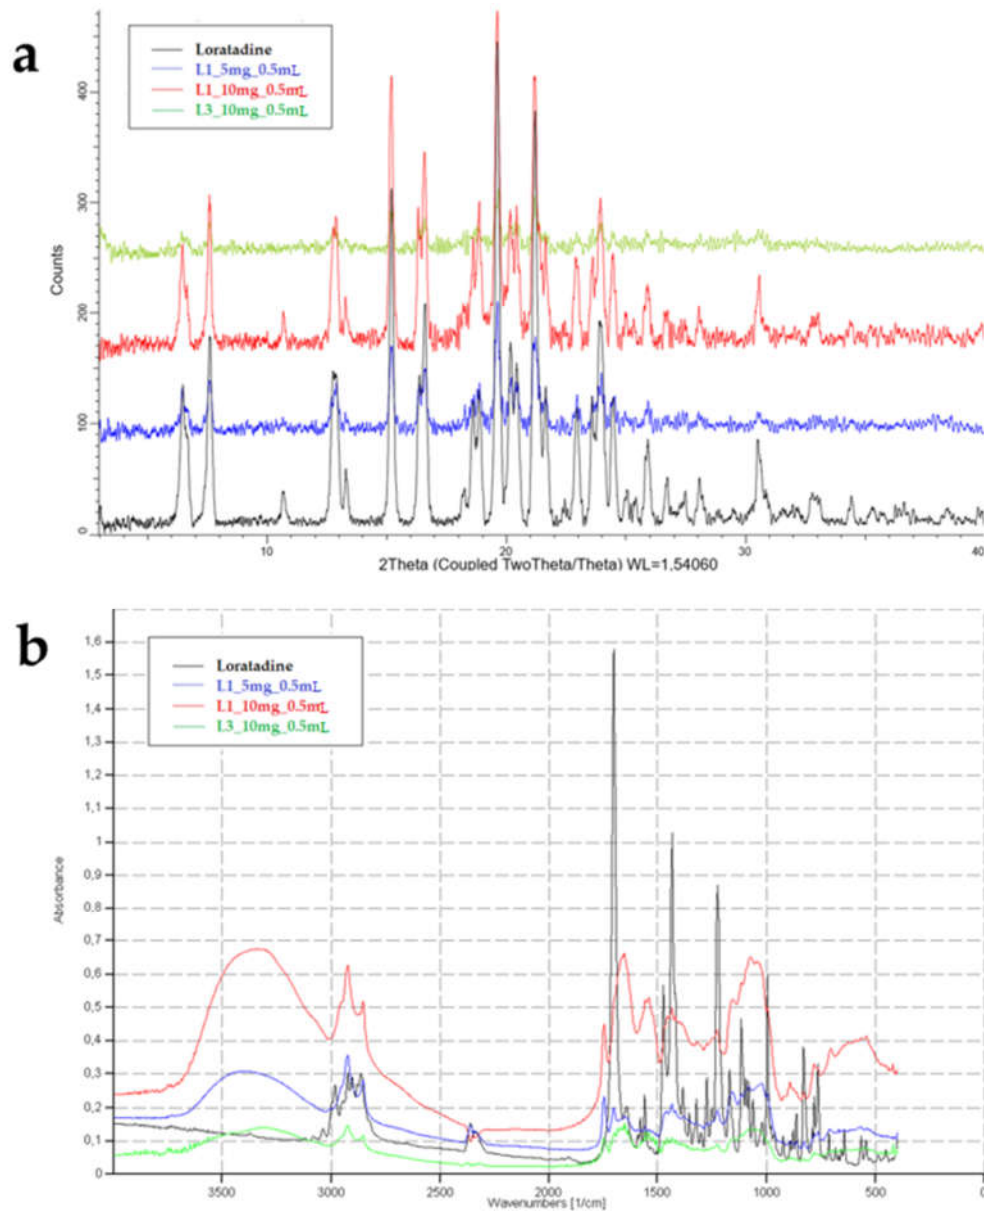 a
Loratadine
L1_5mg_0.5mL
L1_10mg_0.5mL
L3_10mg_0.5mL
Counts
400
300
200
100
0
10
20
30
40
2Theta (Coupled TwoTheta/Theta) WL=1,54060
b
Loratadine
L1_5mg_0.5mL
L1_10mg_0.5mL
L3_10mg_0.5mL
Absorbance
1,6
1,5
1,4
1,3
1,2
1,1
1
0,9
0,8
0,7
0,6
0,5
0,4
0,3
0,2
0,1
0
3500
3000
2500
2000
1500
1000
500
0
Wavenumbers [1/cm]